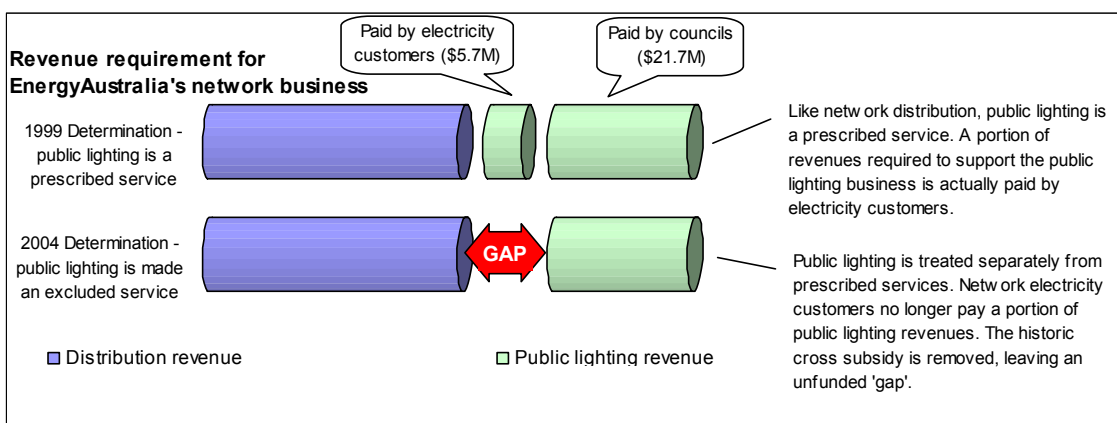 Paid by electricity
customers ($5.7M)
Paid by councils
($21.7M)
Revenue requirement for
EnergyAustralia's network business
1999 Determination -
public lighting is a
prescribed service
Like network distribution, public lighting is
a prescribed service. A portion of
revenues required to support the public
lighting business is actually paid by
electricity customers.
2004 Determination -
public lighting is made
an excluded service
GAP
Public lighting is treated separately from
prescribed services. Network electricity
customers no longer pay a portion of
public lighting revenues. The historic
cross subsidy is removed, leaving an
unfunded 'gap'.
Distribution revenue
Public lighting revenue